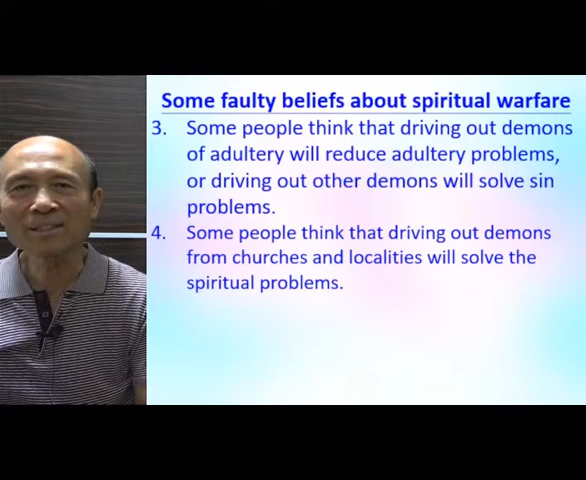 Some faulty beliefs about spiritual warfare
3. Some people think that driving out demons
of adultery will reduce adultery problems,
or driving out other demons will solve sin
problems.
4. Some people think that driving out demons
from churches and localities will solve the
spiritual problems.